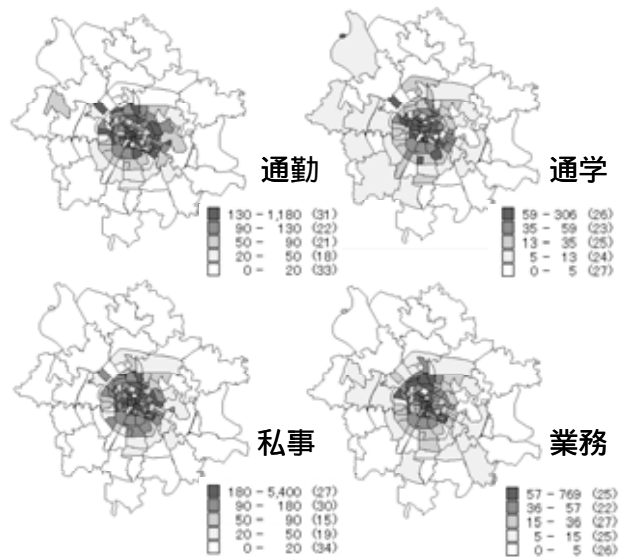 通勤
130 - 1,180 (31)
90 - 130 (22)
50 - 90 (21)
20 - 50 (18)
0 - 20 (33)
通学
59 - 306 (26)
35 - 59 (23)
13 - 35 (25)
5 - 13 (24)
0 - 5 (27)
私事
180 - 5,400 (27)
90 - 180 (30)
50 - 90 (15)
20 - 50 (19)
0 - 20 (34)
業務
57 - 769 (25)
36 - 57 (22)
15 - 36 (27)
5 - 15 (25)
0 - 5 (26)